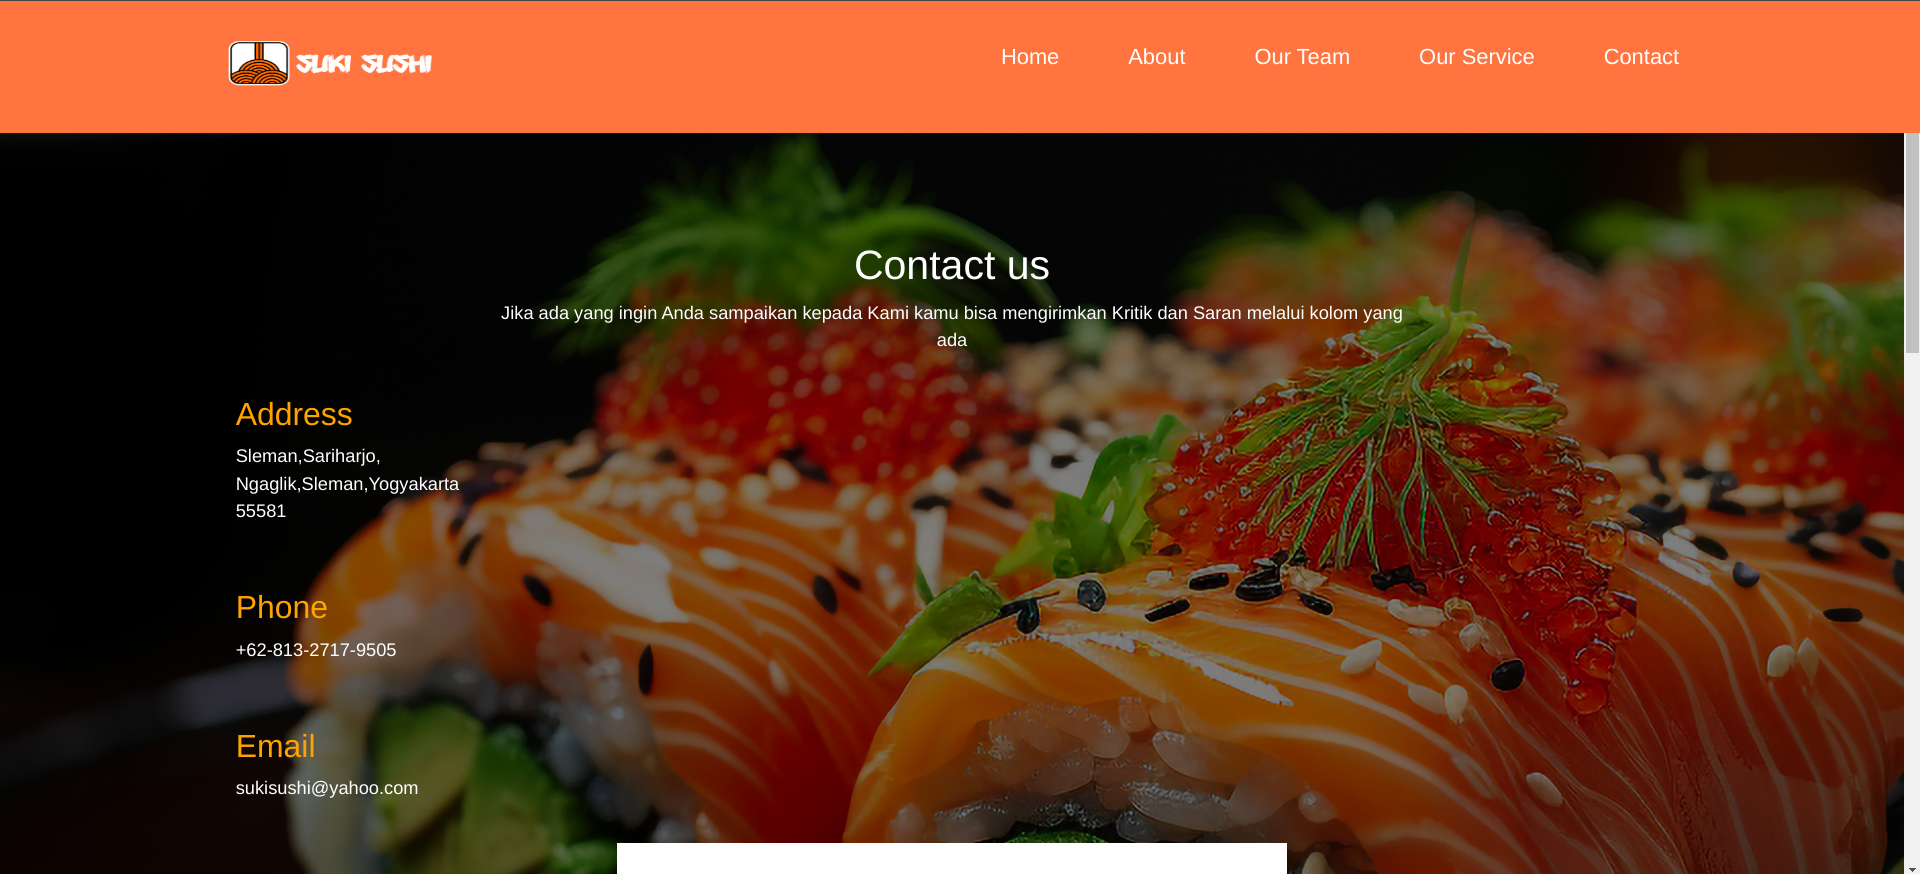 SUKI SUSHI
Home
About
Our Team
Our Service
Contact
Contact us
Jika ada yang ingin Anda sampaikan kepada Kami kamu bisa mengirimkan Kritik dan Saran melalui kolom yang
ada
Address
Sleman,Sariharjo,
Ngaglik,Sleman,Yogyakarta
55581
Phone
+62-813-2717-9505
Email
sukisushi@yahoo.com